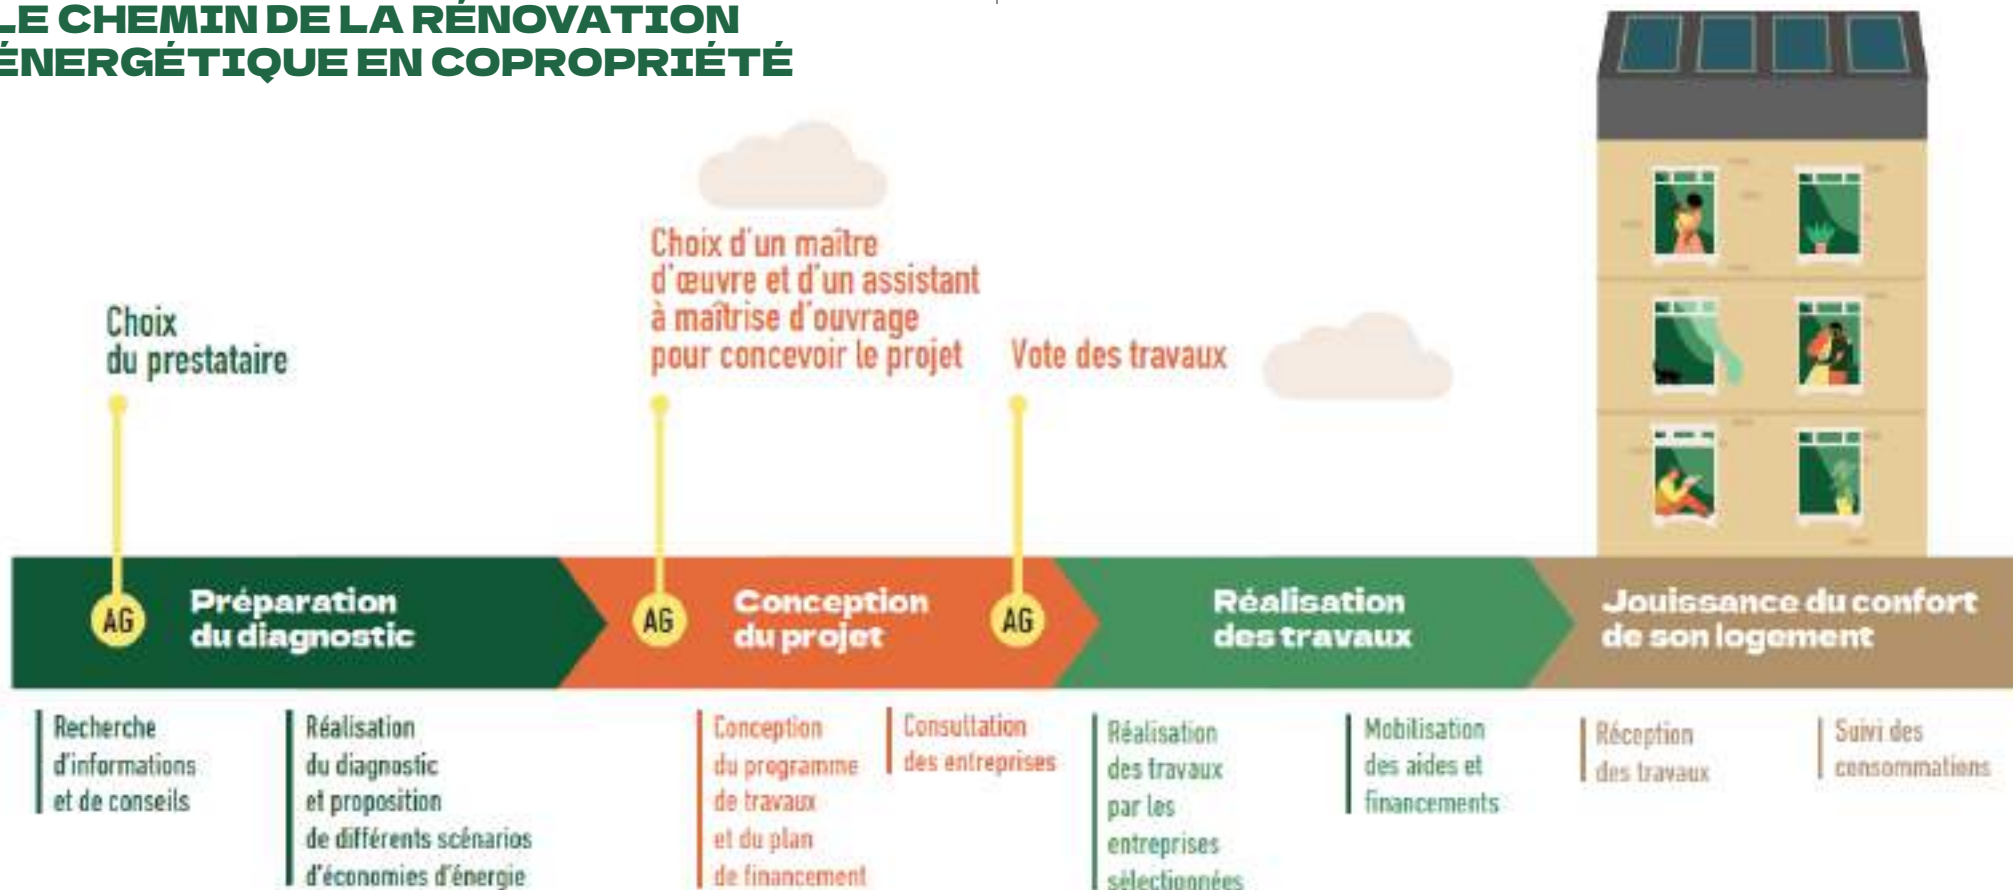 LE CHEMIN DE LA RÉNOVATION
ÉNERGÉTIQUE EN COPROPRIÉTÉ
Choix
du prestataire
Choix d'un maître
d'œuvre et d'un assistant
à maîtrise d'ouvrage
pour concevoir le projet
Vote des travaux
AG
Préparation
du diagnostic
AG
Conception
du projet
AG
Réalisation
des travaux
Jouissance du confort
de son logement
Recherche
d'informations
et de conseils
Réalisation
du diagnostic
et proposition
de différents scénarios
d'économies d'énergie
Conception
du programme
de travaux
et du plan
de financement
Consultation
des entreprises
Réalisation
des travaux
par les
entreprises
sélectionnées
Mobilisation
des aides et
financements
Réception
des travaux
Suivi des
consommations